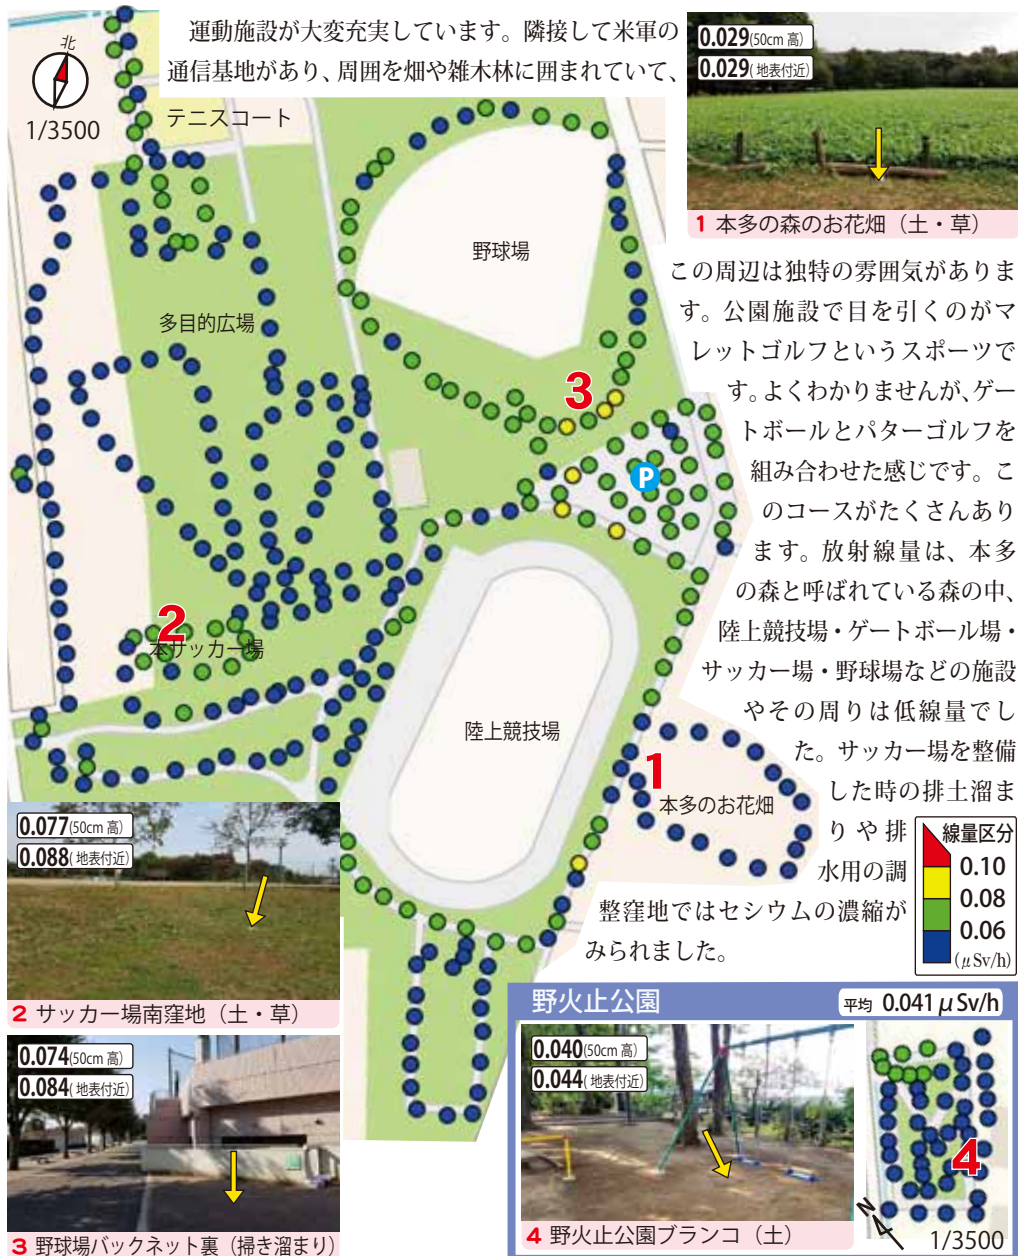 運動施設が大変充実しています。隣接して米軍の
通信基地があり、周囲を畑や雑木林に囲まれていて、
この周辺は独特の雰囲気がありま
す。公園施設で目を引くのがマ
レットゴルフというスポーツで
す。よくわかりませんが、ゲー
トボールとパターゴルフを
組み合わせた感じです。こ
のコースがたくさんあり
ます。放射線量は、本多
の森と呼ばれている森の中、
陸上競技場・ゲートボール場・
サッカー場・野球場などの施設
やその周りは低線量でし
た。サッカー場を整備
した時の排土溜ま
りや排
水用の調
整窪地ではセシウムの濃縮が
みられました。
北
1/3500
テニスコート
野球場
多目的広場
3
P
2
本サッカー場
陸上競技場
1
本多のお花畑
0.029(50cm 高)
0.029(地表付近)
1 本多の森のお花畑（土・草）
0.077(50cm 高)
0.088(地表付近)
2 サッカー場南窪地（土・草）
0.074(50cm 高)
0.084(地表付近)
3 野球場バックネット裏（掃き溜まり）
線量区分
0.10
0.08
0.06
(μSv/h)
野火止公園
平均 0.041 μSv/h
0.040(50cm 高)
0.044(地表付近)
4 野火止公園ブランコ（土）
4
N
1/3500